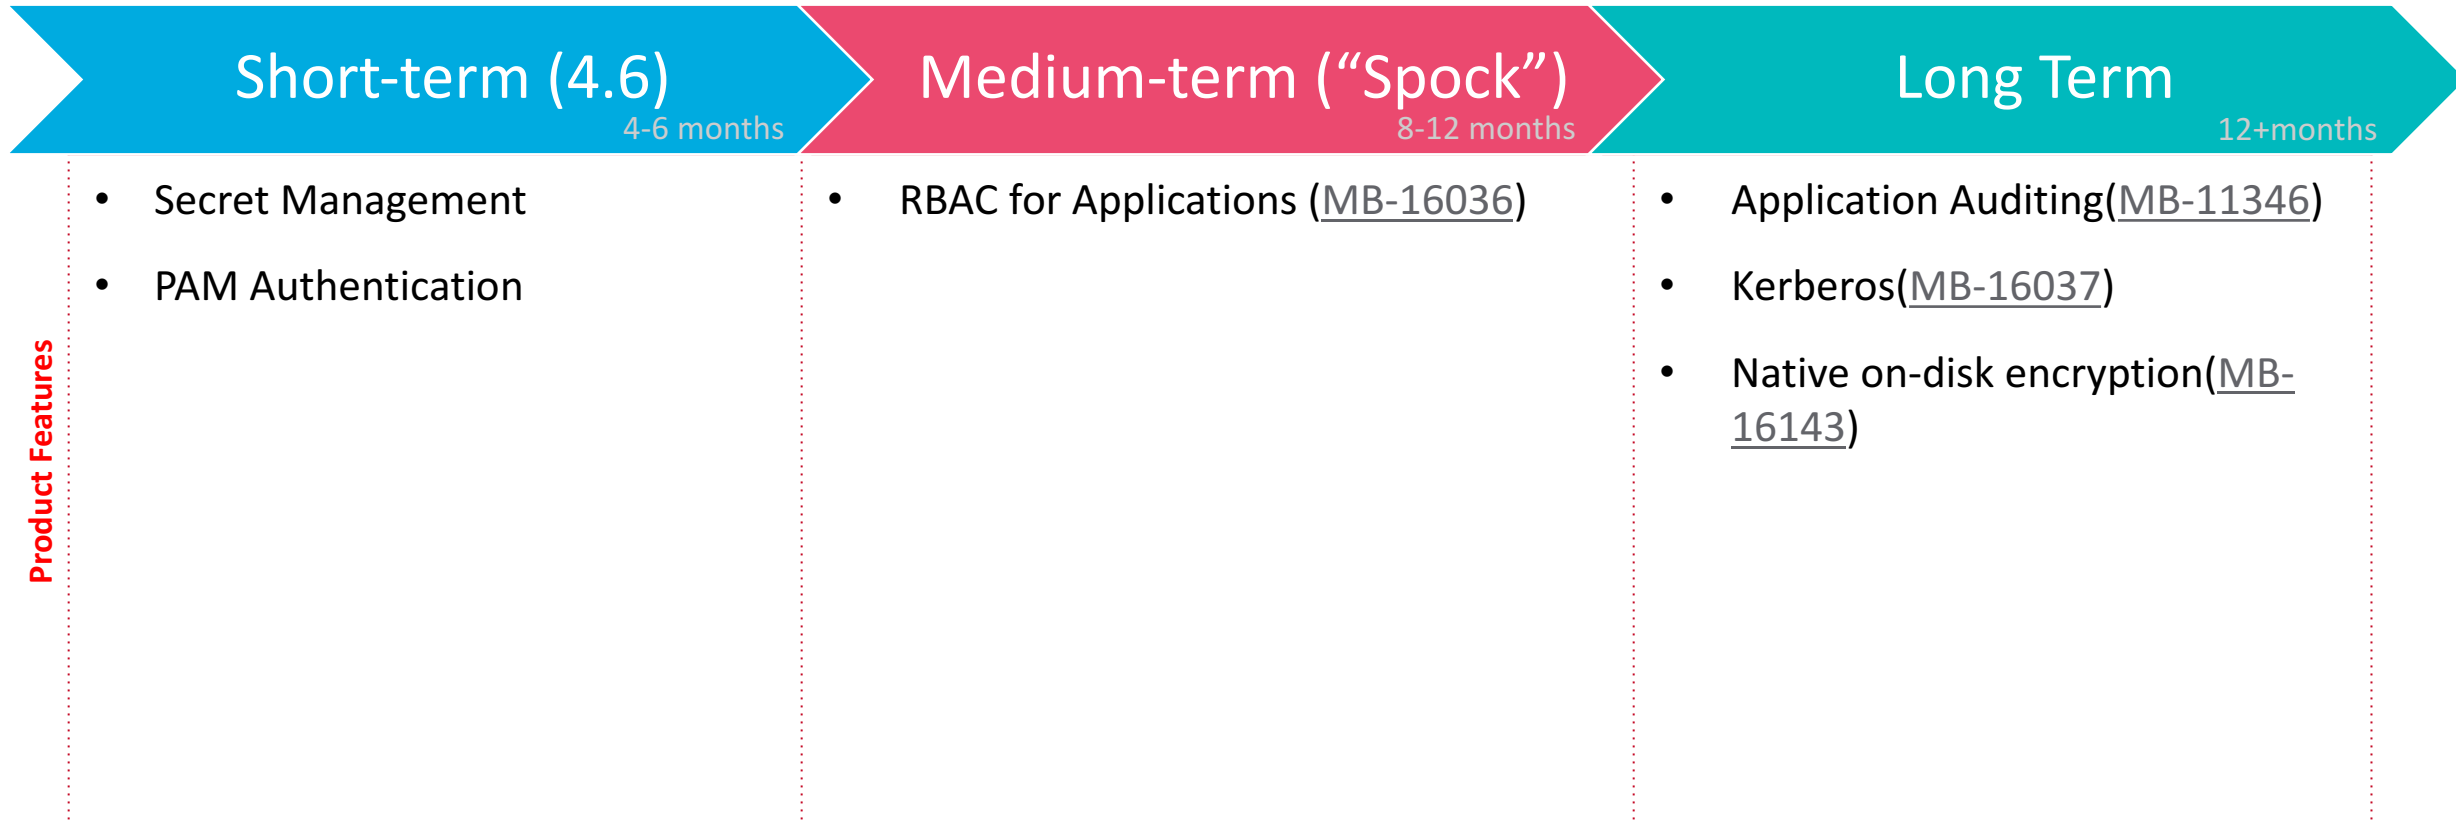 Short-term (4.6)
4-6 months
Medium-term (“Spock”)
8-12 months
Long Term
12+months
Product Features
• Secret Management
• PAM Authentication
• RBAC for Applications (MB-16036)
• Application Auditing(MB-11346)
• Kerberos(MB-16037)
• Native on-disk encryption(MB-
16143)